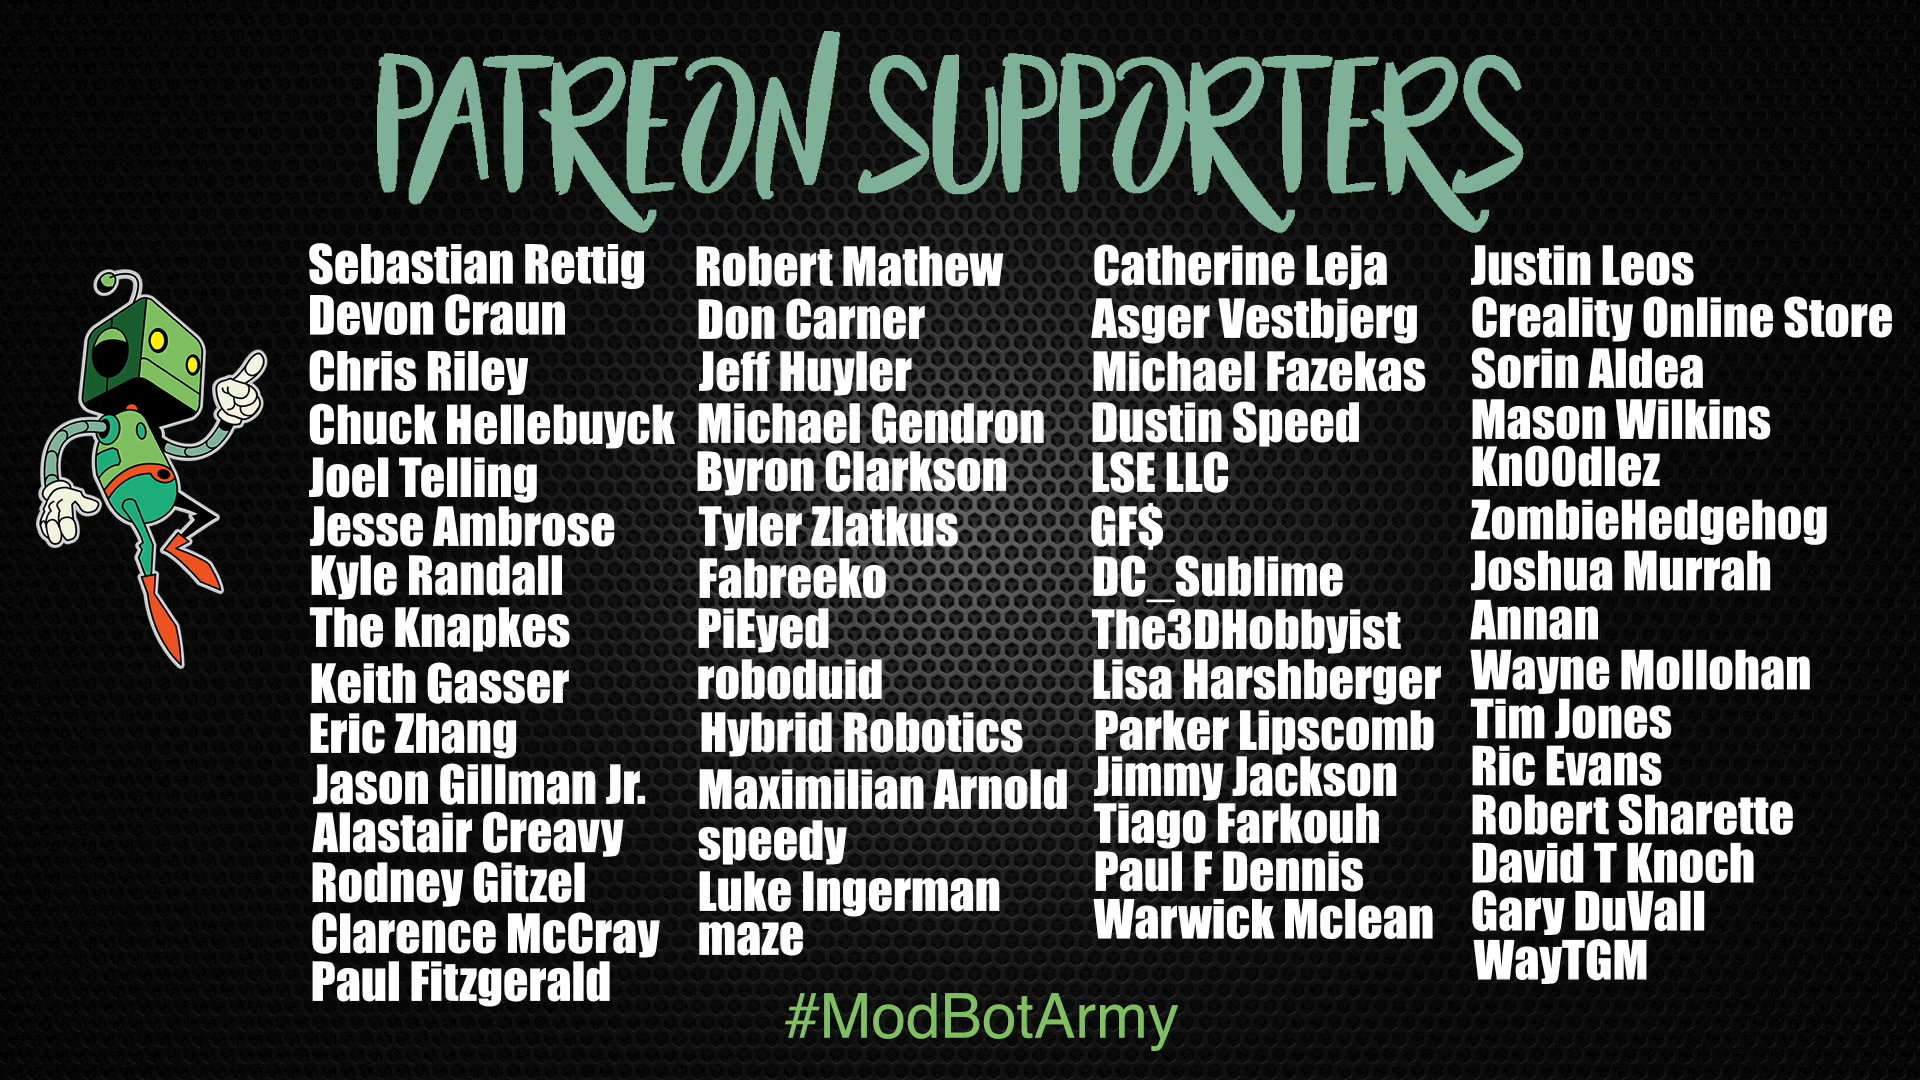 PATREON SUPPORTERS
Sebastian Rettig
Devon Craun
Chris Riley
Chuck Hellebuyck
Joel Telling
Jesse Ambrose
Kyle Randall
The Knapkes
Keith Gasser
Eric Zhang
Jason Gillman Jr.
Alastair Creavy
Rodney Gitzel
Clarence McCray
Paul Fitzgerald
Robert Mathew
Don Carner
Jeff Huyler
Michael Gendron
Byron Clarkson
Tyler Zlatkus
Fabreeko
PiEyed
roboduid
Hybrid Robotics
Maximilian Arnold
speedy
Luke Ingerman
maze
Catherine Leja
Asger Vestbjerg
Michael Fazekas
Dustin Speed
LSE LLC
GF$
DC_Sublime
The3DHobbyist
Lisa Harshberger
Parker Lipscomb
Jimmy Jackson
Tiago Farkouh
Paul F Dennis
Warwick Mclean
Justin Leos
Creality Online Store
Sorin Aldea
Mason Wilkins
Kn00dlez
ZombieHedgehog
Joshua Murrah
Annan
Wayne Mollohan
Tim Jones
Ric Evans
Robert Sharette
David T Knoch
Gary DuVall
WayTGM
#ModBotArmy